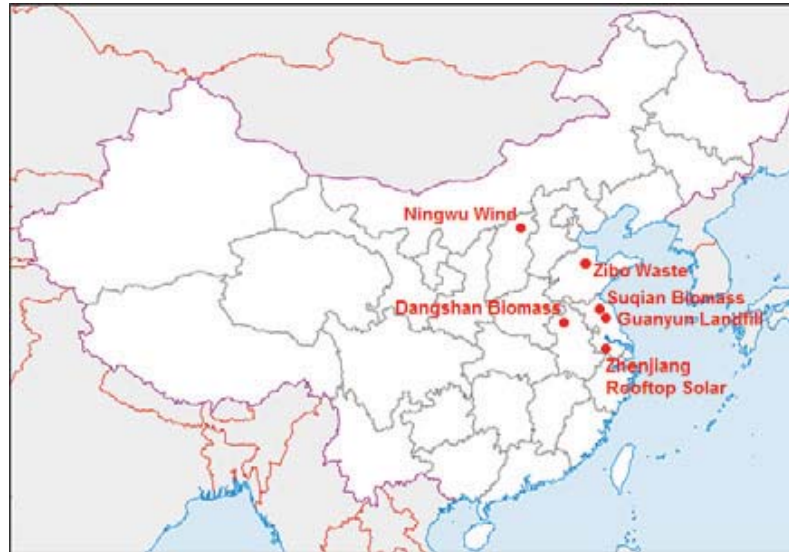 Ningwu Wind
Zibo Waste
Suqian Biomass
Dangshan Biomass
Guanyun Landfill
Zhenjiang
Rooftop Solar